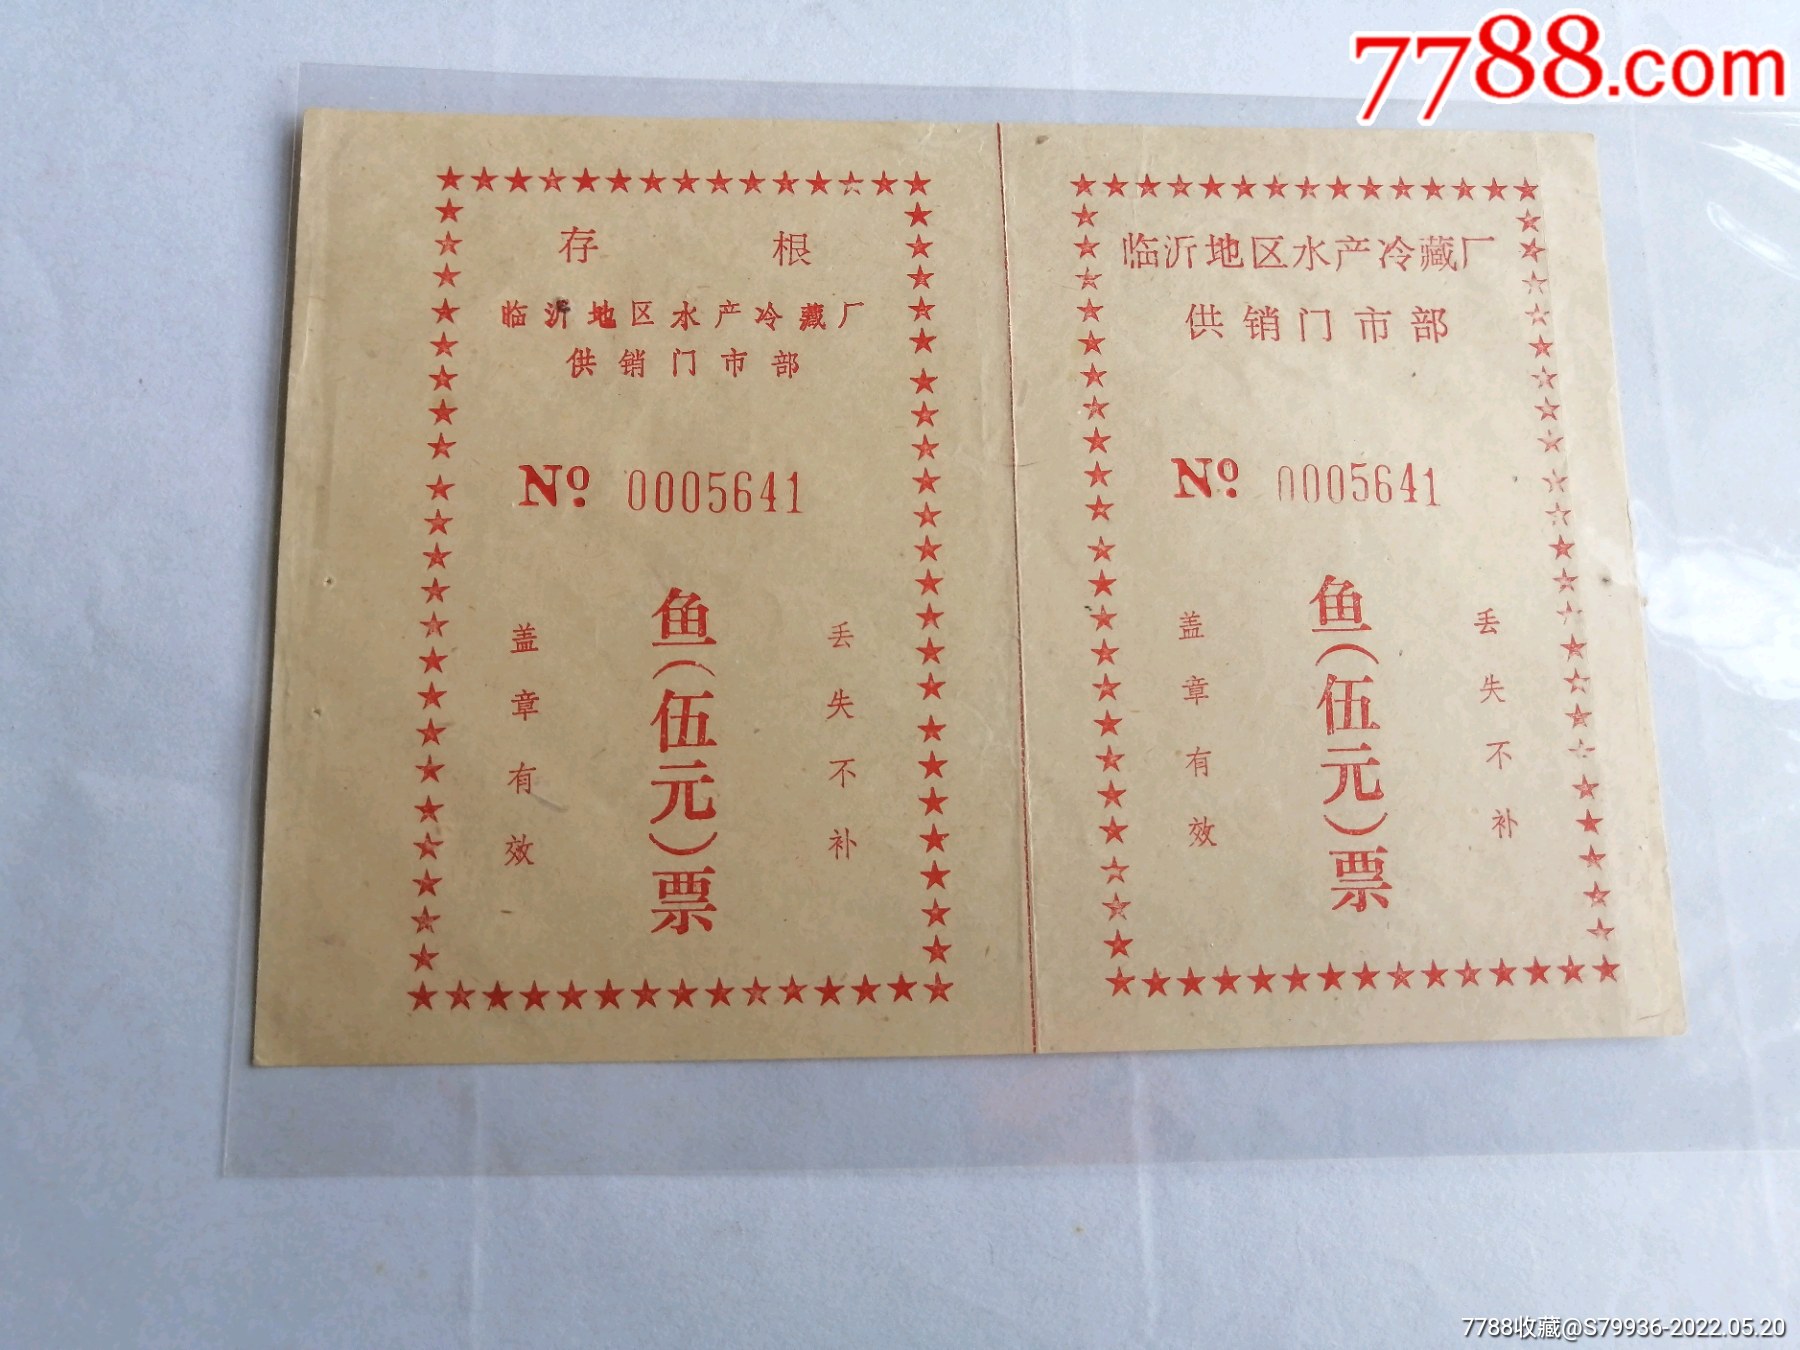 7788.com
存 根
临沂地区水产冷藏厂
供销门市部
No. 0005641
鱼(伍元)票
盖章有效
丢失不补
临沂地区水产冷藏厂
供销门市部
No. 0005641
鱼(伍元)票
盖章有效
丢失不补
7788收藏@S79936-2022.05.20